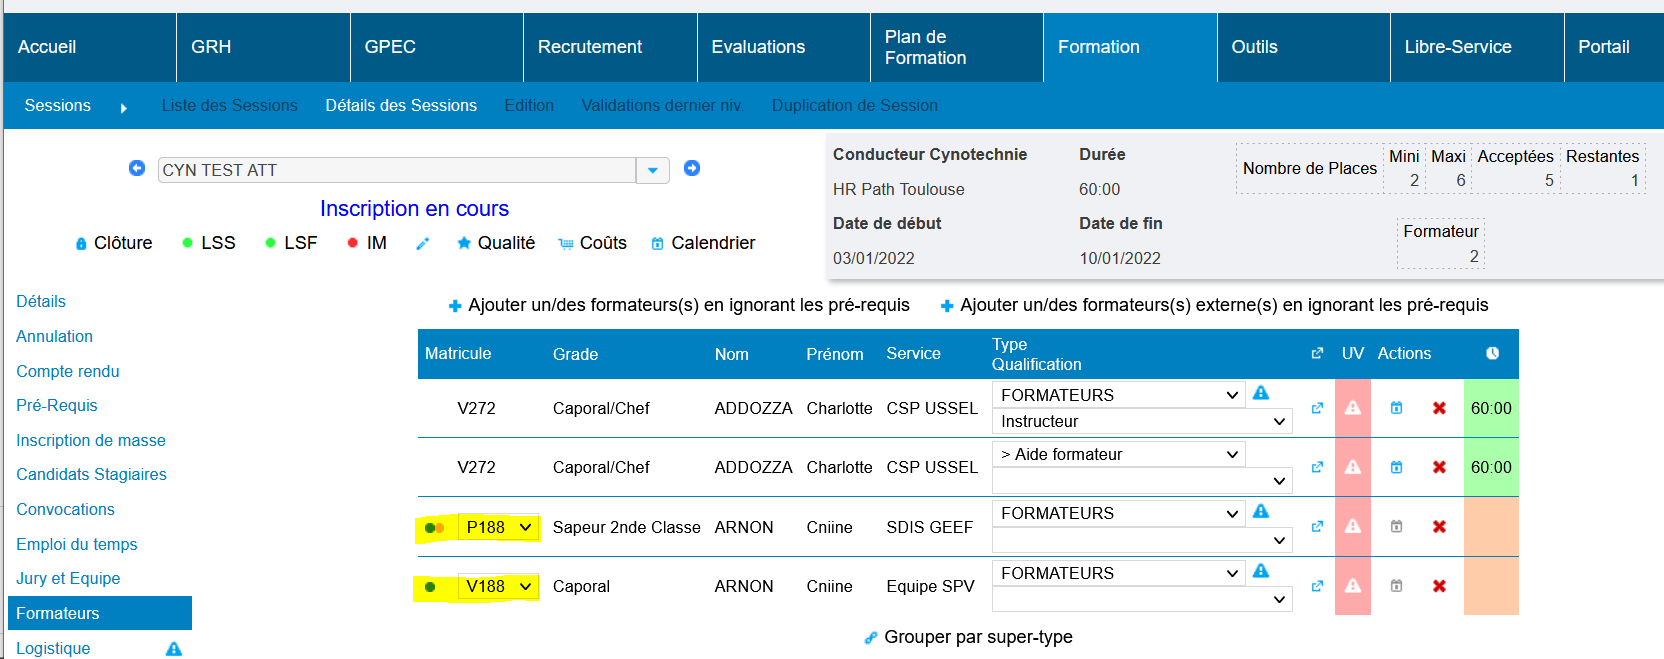 Accueil
GRH
GPEC
Recrutement
Evaluations
Plan de
Formation
Formation
Outils
Libre-Service
Portail
Sessions
Liste des Sessions
Détails des Sessions
Edition
Validations dernier niv.
Duplication de Session
CYN TEST ATT
Inscription en cours
Clôture LSS LSF IM Qualité Coûts Calendrier
Conducteur Cynotechnie Durée
HR Path Toulouse 60:00
Date de début Date de fin
03/01/2022 10/01/2022
Nombre de Places Mini Maxi Acceptées Restantes
2 6 5 1
Formateur
2
Détails
Annulation
Compte rendu
Pré-Requis
Inscription de masse
Candidats Stagiaires
Convocations
Emploi du temps
Jury et Equipe
Formateurs
Logistique
Ajouter un/des formateurs(s) en ignorant les pré-requis
Ajouter un/des formateurs(s) externe(s) en ignorant les pré-requis
Matricule Grade Nom Prénom Service Type Qualification UV Actions
V272 Caporal/Chef ADDOZZA Charlotte CSP USSEL FORMATEURS 60:00
Instructeur
V272 Caporal/Chef ADDOZZA Charlotte CSP USSEL > Aide formateur 60:00
P188 Sapeur 2nde Classe ARNON Cniine SDIS GEEF FORMATEURS
V188 Caporal ARNON Cniine Equipe SPV FORMATEURS
Grouper par super-type